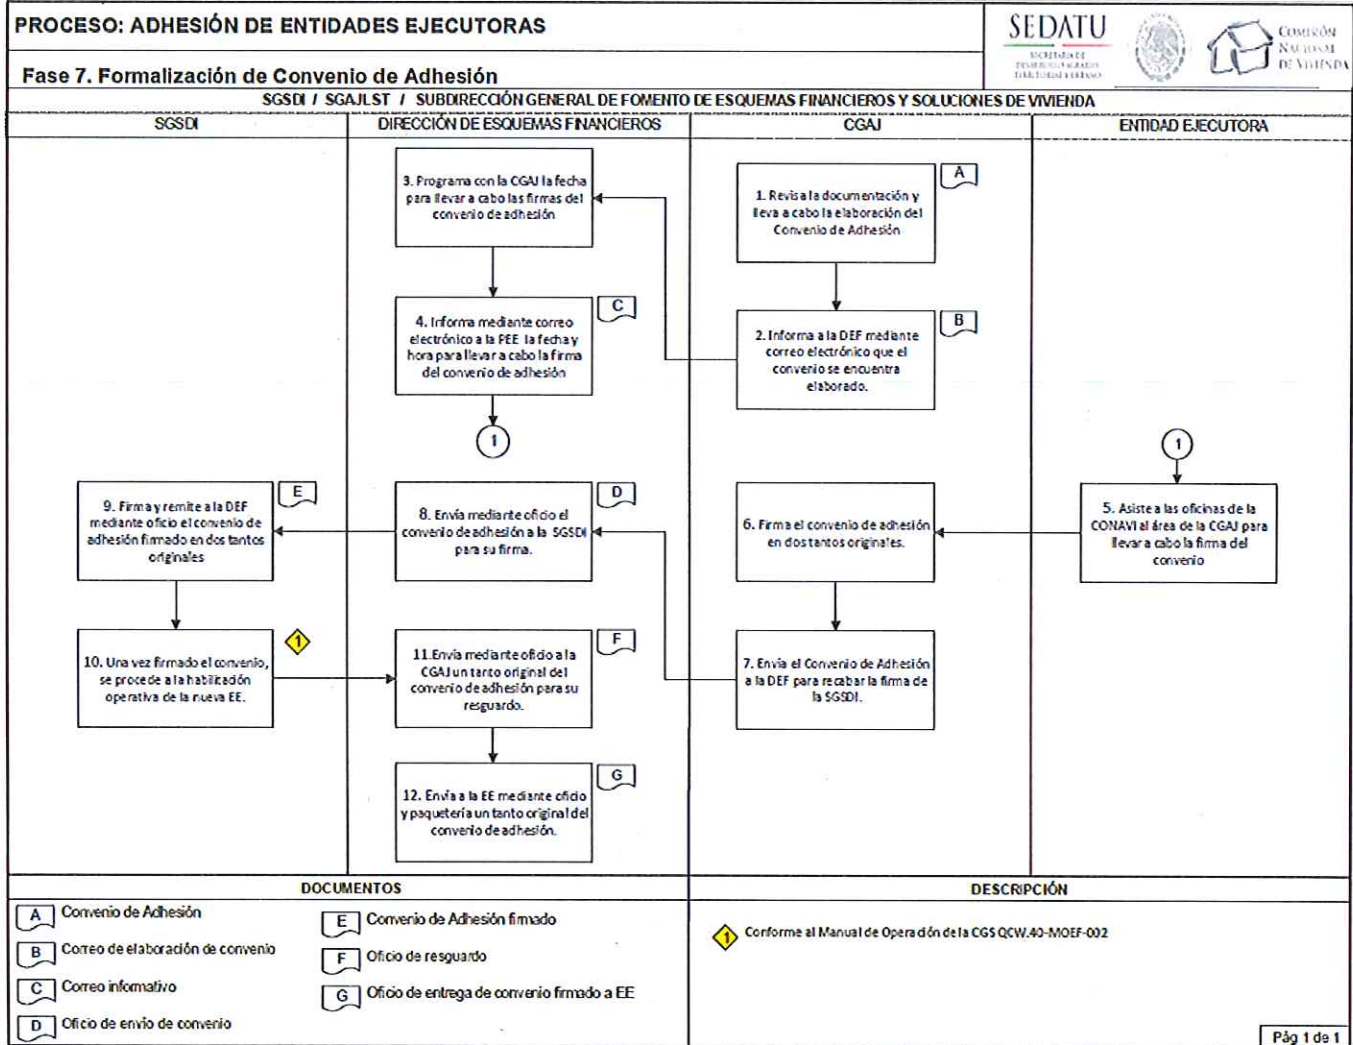 PROCESO: ADHESIÓN DE ENTIDADES EJECUTORAS
SEDATU
SECRETARÍA DE
DESARROLLO AGRARIO,
TERRITORIAL Y URBANO
COMISIÓN
NACIONAL
DE VIVIENDA
Fase 7. Formalización de Convenio de Adhesión
SGSDI / SGAJLST / SUBDIRECCIÓN GENERAL DE FOMENTO DE ESQUEMAS FINANCIEROS Y SOLUCIONES DE VIVIENDA
SGSDI
DIRECCIÓN DE ESQUEMAS FINANCIEROS
CGAJ
ENTIDAD EJECUTORA
A
1. Revisa la documentación y
lleva a cabo la elaboración del
Convenio de Adhesión
B
2. Informa a la DEF mediante
correo electrónico que el
convenio se encuentra
elaborado.
3. Programa con la CGAJ la fecha
para llevar a cabo las firmas del
convenio de adhesión
C
4. Informa mediante correo
electrónico a la PEE la fecha y
hora para llevar a cabo la firma
del convenio de adhesión
1
1
5. Asiste a las oficinas de la
CONAVI al área de la CGAJ para
llevar a cabo la firma del
convenio
6. Firma el convenio de adhesión
en dos tantos originales.
7. Envía el Convenio de Adhesión
a la DEF para recabar la firma de
la SGSDI.
D
8. Envía mediante oficio el
convenio de adhesión a la SGSDI
para su firma.
E
9. Firma y remite a la DEF
mediante oficio el convenio de
adhesión firmado en dos tantos
originales
1
10. Una vez firmado el convenio,
se procede a la habilitación
operativa de la nueva EE.
F
11.Envía mediante oficio a la
CGAJ un tanto original del
convenio de adhesión para su
resguardo.
G
12. Envía a la EE mediante oficio
y paquetería un tanto original del
convenio de adhesión.
DOCUMENTOS
A Convenio de Adhesión
B Correo de elaboración de convenio
C Correo informativo
D Oficio de envío de convenio
E Convenio de Adhesión firmado
F Oficio de resguardo
G Oficio de entrega de convenio firmado a EE
DESCRIPCIÓN
1 Conforme al Manual de Operación de la CGS QCW.40-MOEF-002
Pág 1 de 1